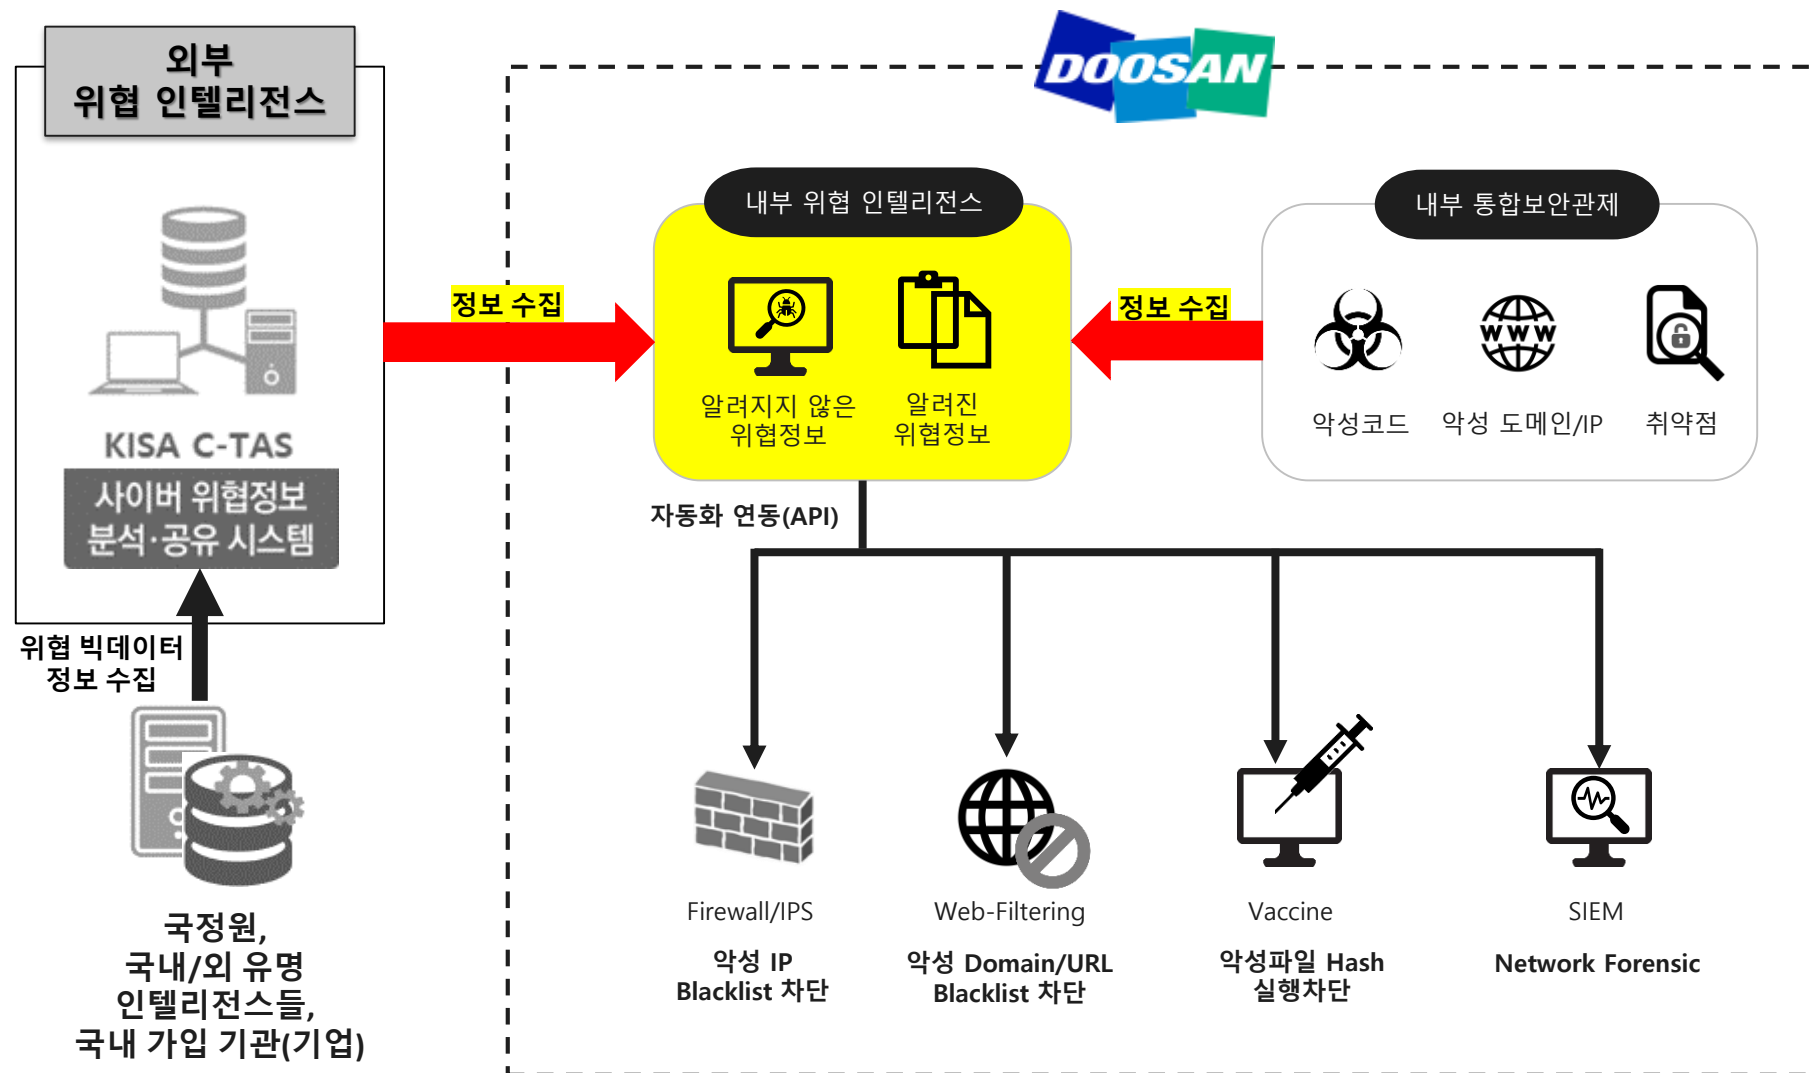 외부
위협 인텔리전스
KISA C-TAS
사이버 위협정보
분석·공유 시스템
위협 빅데이터
정보 수집
국정원,
국내/외 유명
인텔리전스들,
국내 가입 기관(기업)
정보 수집
DOOSAN
내부 위협 인텔리전스
알려지지 않은
위협정보
알려진
위협정보
정보 수집
내부 통합보안관제
악성코드
악성 도메인/IP
WWW
취약점
자동화 연동(API)
Firewall/IPS
악성 IP
Blacklist 차단
Web-Filtering
악성 Domain/URL
Blacklist 차단
Vaccine
악성파일 Hash
실행차단
SIEM
Network Forensic